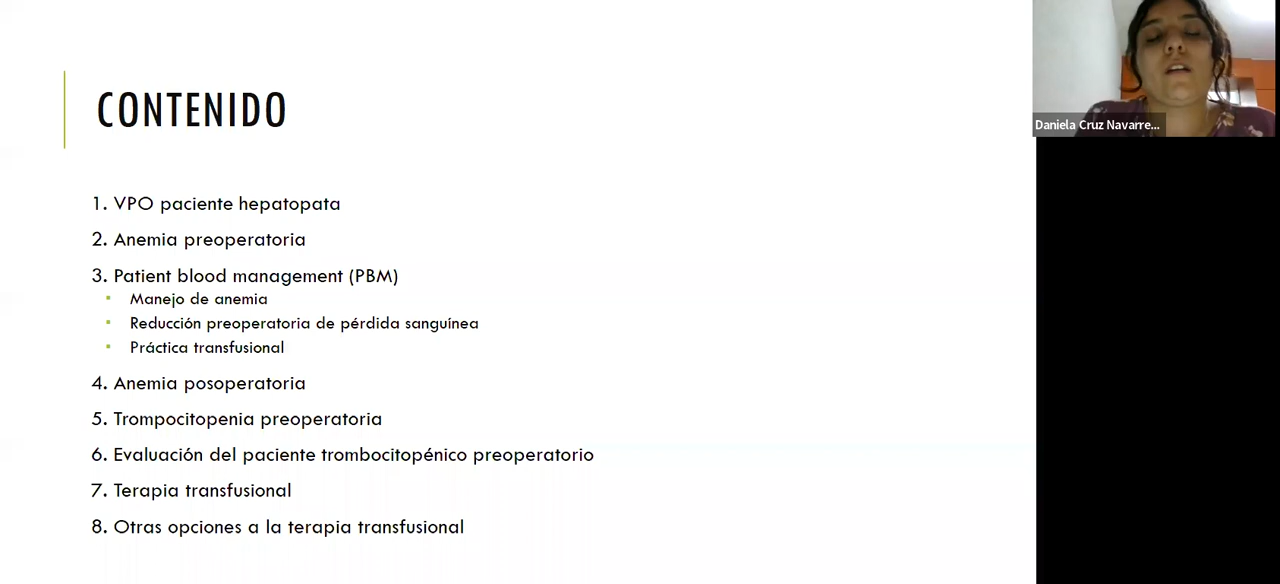 CONTENIDO
1. VPO paciente hepatopata
2. Anemia preoperatoria
3. Patient blood management (PBM)
▪ Manejo de anemia
▪ Reducción preoperatoria de pérdida sanguínea
▪ Práctica transfusional
4. Anemia posoperatoria
5. Trompocitopenia preoperatoria
6. Evaluación del paciente trombocitopénico preoperatorio
7. Terapia transfusional
8. Otras opciones a la terapia transfusional
Daniela Cruz Navarre...